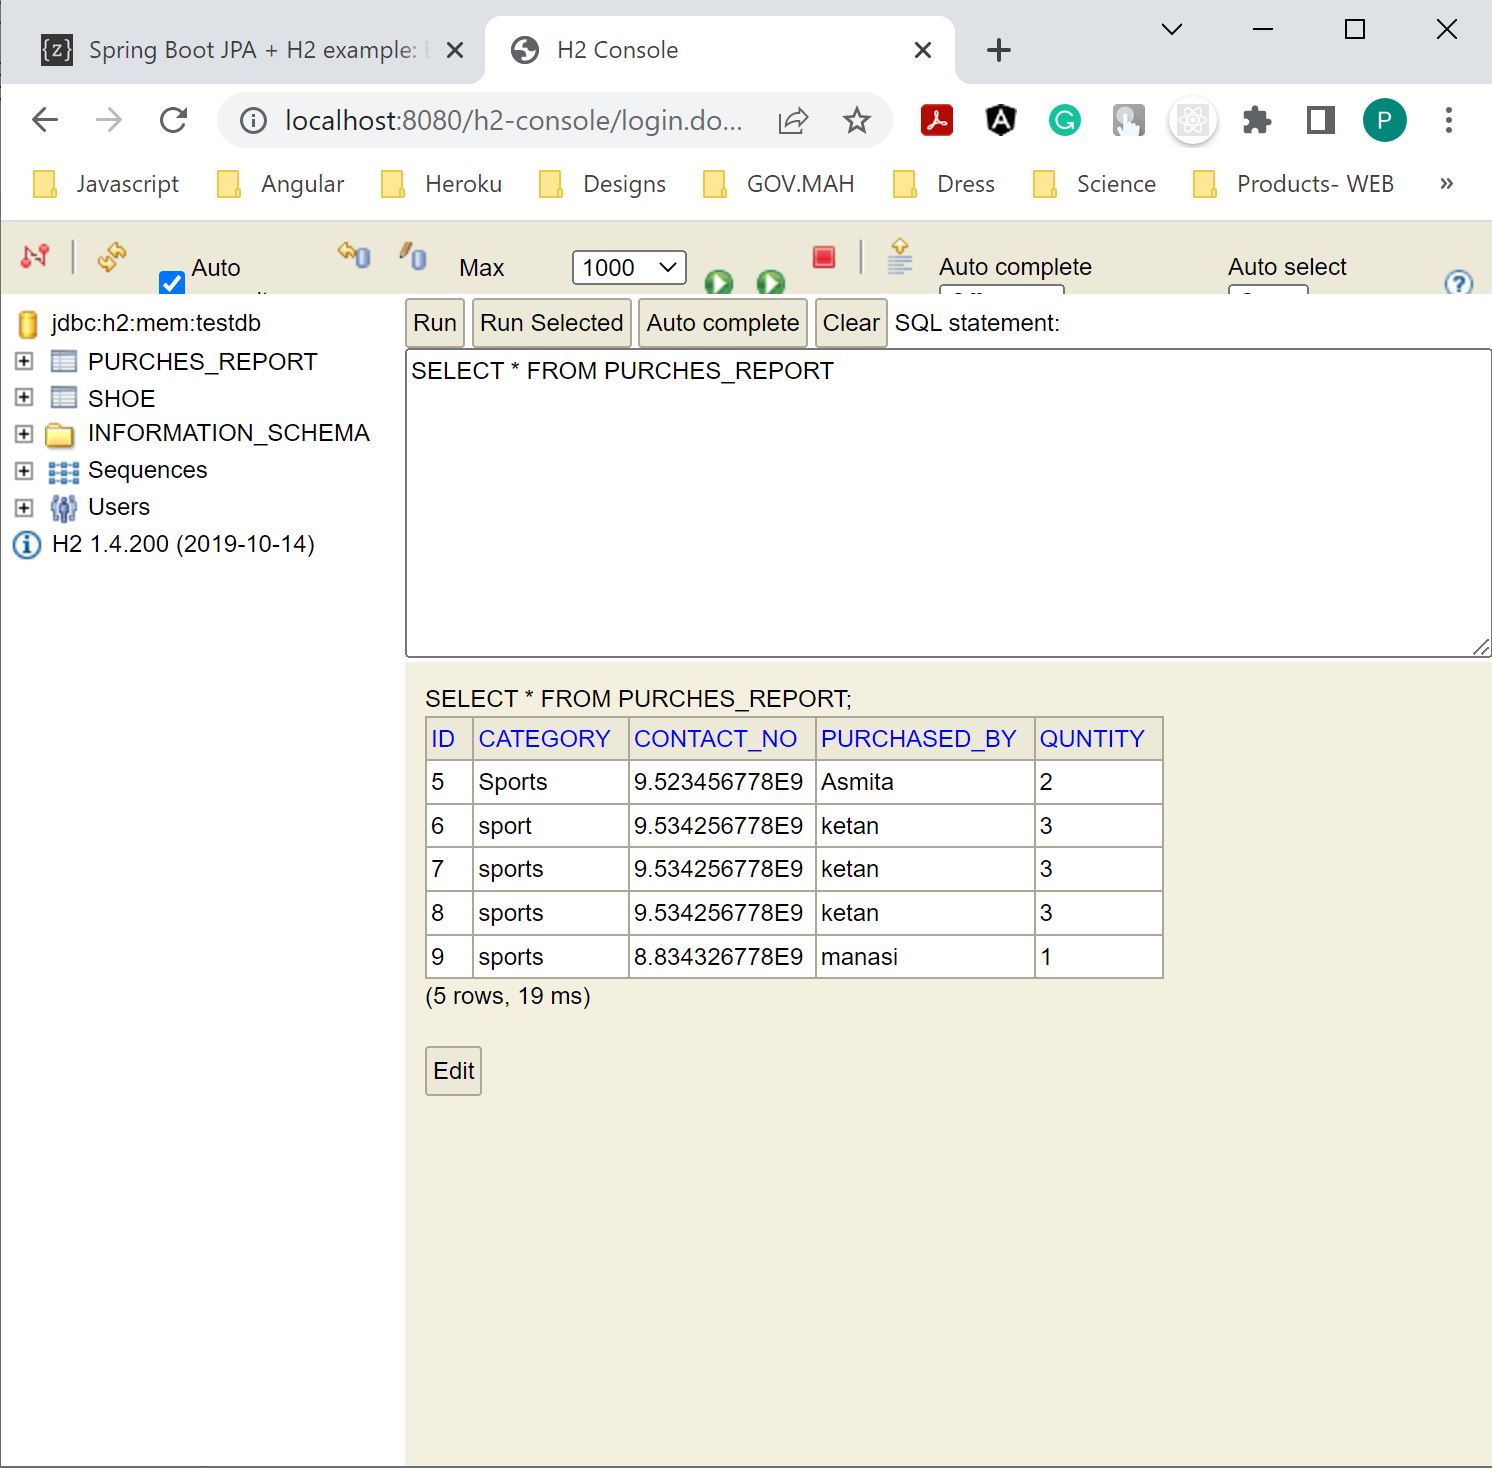 {z} Spring Boot JPA + H2 example: H2 Console
localhost:8080/h2-console/login.do... P
Javascript Angular Heroku Designs GOV.MAH Dress Science Products- WEB »
Auto Max 1000 Auto complete Auto select
jdbc:h2:mem:testdb
PURCHES_REPORT
SHOE
INFORMATION_SCHEMA
Sequences
Users
H2 1.4.200 (2019-10-14)
Run Run Selected Auto complete Clear SQL statement:
SELECT * FROM PURCHES_REPORT
SELECT * FROM PURCHES_REPORT;
ID CATEGORY CONTACT_NO PURCHASED_BY QUNTITY
5 Sports 9.523456778E9 Asmita 2
6 sport 9.534256778E9 ketan 3
7 sports 9.534256778E9 ketan 3
8 sports 9.534256778E9 ketan 3
9 sports 8.834326778E9 manasi 1
(5 rows, 19 ms)
Edit